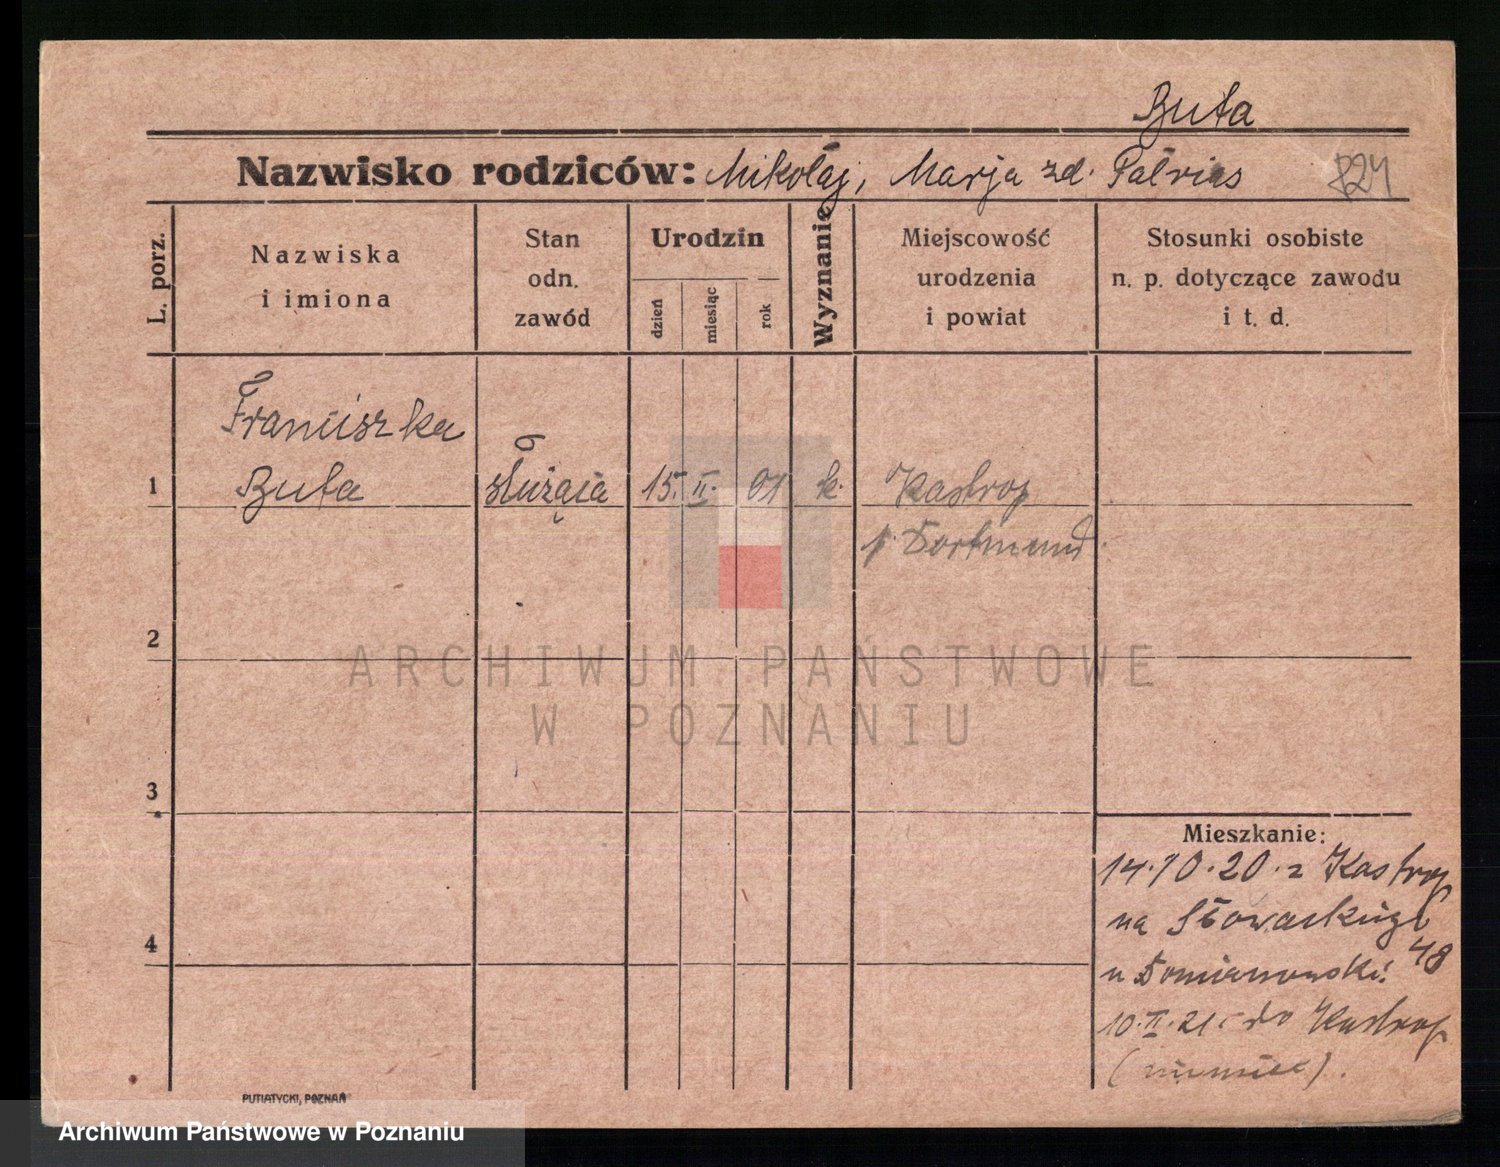 Buta
Nazwisko rodziców: Mikołaj, Marja zd. Patrias
L. porz.
Nazwiska
i imiona
Stan
odn.
zawód
Urodzin
dzień
miesiąc
rok
Wyznanie
Miejscowość
urodzenia
i powiat
Stosunki osobiste
n. p. dotyczące zawodu
i t. d.
Franciszka
1 Buta służąca 15. II. 01 k. Kastrop
p. Dortmund
2
ARCHIWUM PAŃSTWOWE
W POZNANIU
3
Mieszkanie:
14.10.20. z Kastrop
na Słowackiego
48
u Domianowski.
4
10.II.21. do Kastrop
PUTIATYCKI, POZNAŃ
Archiwum Państwowe w Poznaniu